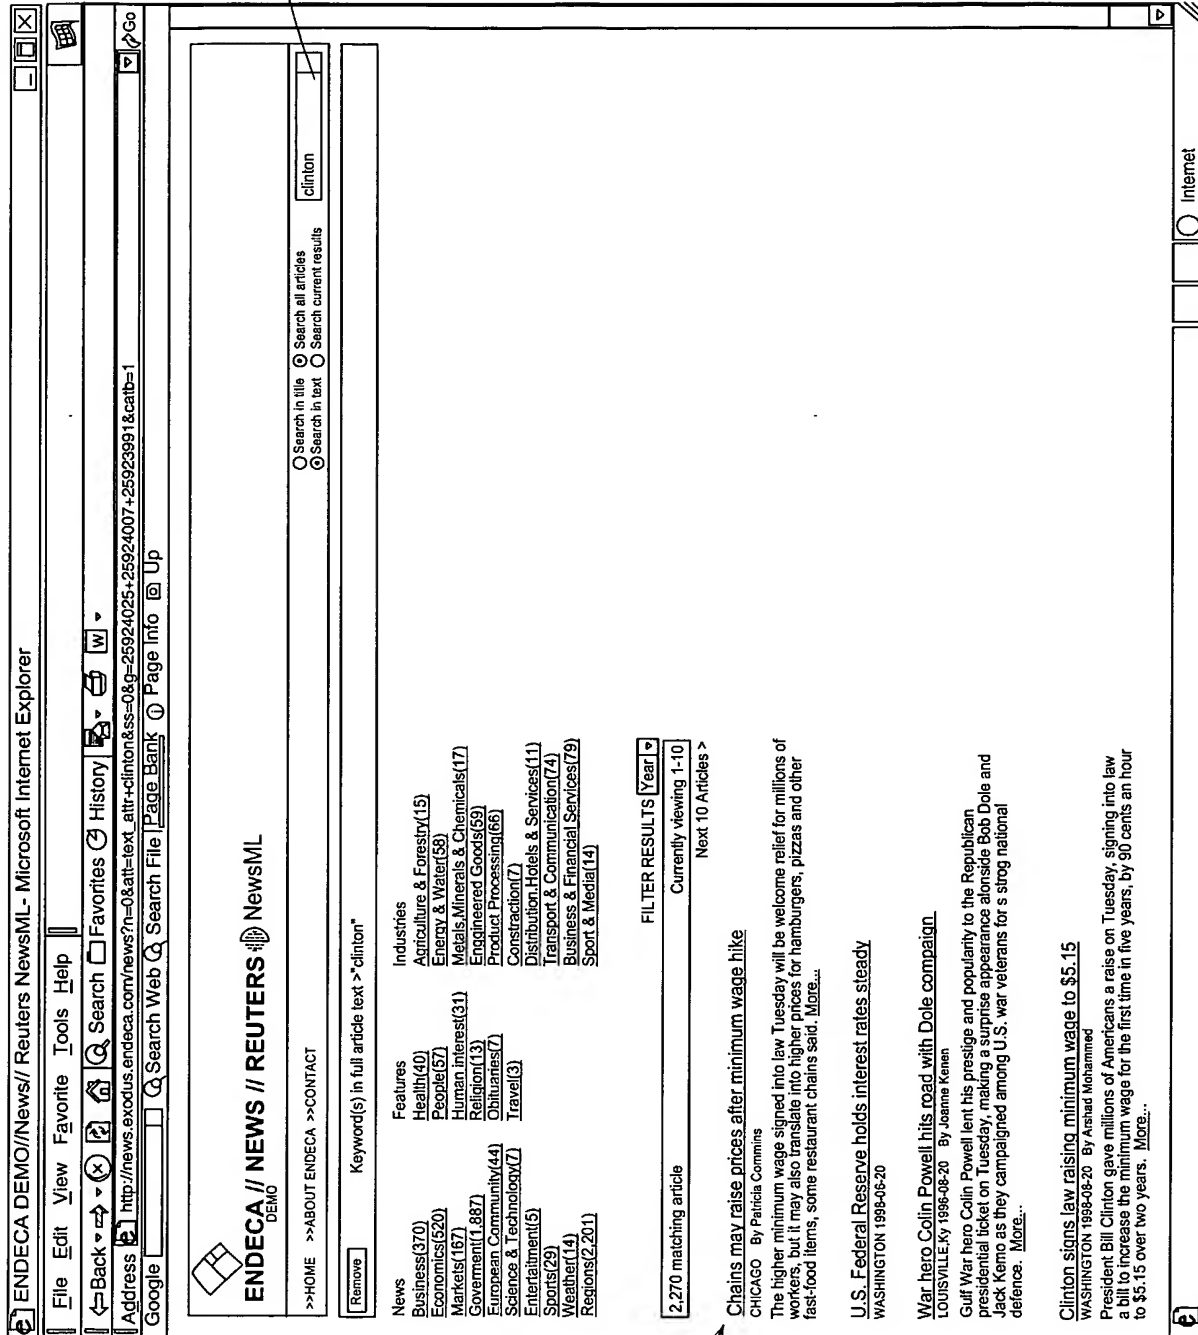 ENDECA DEMO//News// Reuters NewsML- Microsoft Internet Explorer
File Edit View Favorite Tools Help
Back Search Favorites History W
Address http://news.exodus.endeca.com/news?n=0&att=text_attr+clinton&ss=0&g=25924025+25924007+25923991&catb=1 Go
Google Search Web Search File Page Bank Page Info Up
ENDECA // NEWS // REUTERS NewsML
DEMO
>>HOME >>ABOUT ENDECA >>CONTACT
Search in title Search all articles
Search in text Search current results
clinton
Remove Keyword(s) in full article text >"clinton"
News
Business(370)
Economics(520)
Markets(167)
Goverment(1,887)
European Community(44)
Science & Technology(7)
Entertaitment(5)
Sports(29)
Weather(14)
Regions(2,201)
Features
Health(40)
People(57)
Human interest(31)
Religion(13)
Obituaries(7)
Travel(3)
Industries
Agriculture & Forestry(15)
Energy & Water(58)
Metals,Minerals & Chemicals(17)
Enggineered Goods(59)
Product Processing(66)
Constraction(7)
Distribution,Hotels & Services(11)
Transport & Communication(74)
Business & Financial Services(79)
Sport & Media(14)
FILTER RESULTS Year
2,270 matching article Currently viewing 1-10
Next 10 Articles >
Chains may raise prices after minimum wage hike
CHICAGO By Patricia Commins
The higher minimum wage signed into law Tuesday will be welcome relief for millions of
workers, but it may also translate into higher prices for hamburgers, pizzas and other
fast-food items, some restaurant chains said. More...
U.S. Federal Reserve holds interest rates steady
WASHINGTON 1998-06-20
War hero Colin Powell hits road with Dole compaign
LOUISVILLE,Ky 1996-08-20 By Joanne Kenen
Gulf War hero Colin Powell lent his prestige and popularity to the Republican
presidential ticket on Tuesday, making a surprise appearance alonside Bob Dole and
Jack Kemo as they campaigned among U.S. war veterans for s strog national
defence. More...
Clinton signs law raising minimum wage to $5.15
WASHINGTON 1998-08-20 By Arshad Mohammed
President Bill Clinton gave millions of Americans a raise on Tuesday, signing into law
a bill to increase the minimum wage for the first time in five years, by 90 cents an hour
to $5.15 over two years. More...
Internet